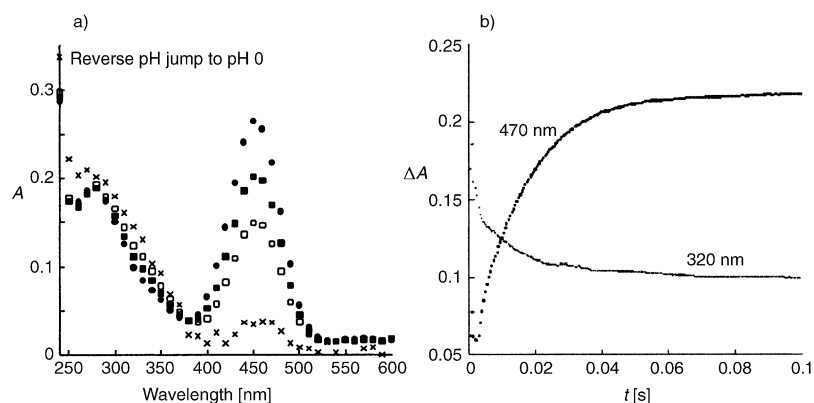 a)
Reverse pH jump to pH 0
0.3
0.2
A
0.1
0
250 300 350 400 450 500 550 600
Wavelength [nm]
b)
0.25
0.2
470 nm
ΔA
0.15
320 nm
0.1
0.05
0 0.02 0.04 0.06 0.08 0.1
t [s]